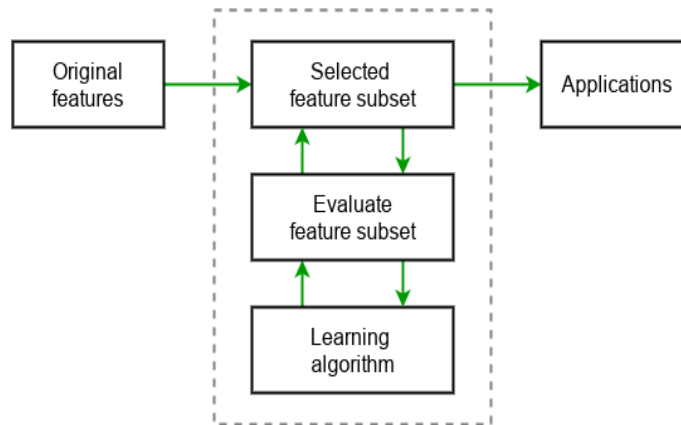 Original
features
Selected
feature subset
Applications
Evaluate
feature subset
Learning
algorithm